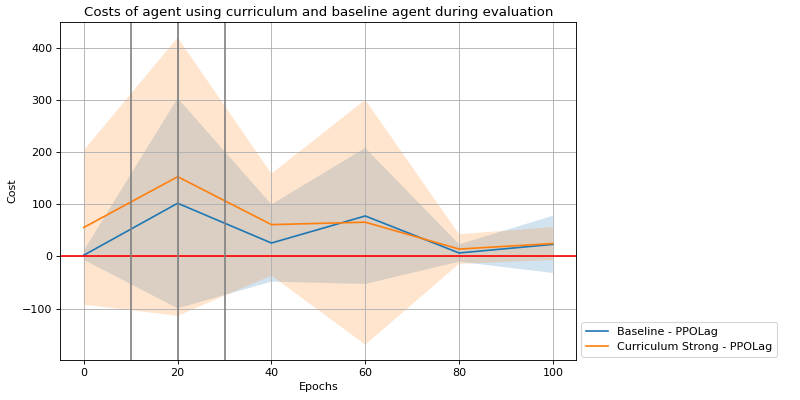 Costs of agent using curriculum and baseline agent during evaluation
Cost
400
300
200
100
0
−100
0 20 40 60 80 100
Epochs
Baseline - PPOLag
Curriculum Strong - PPOLag